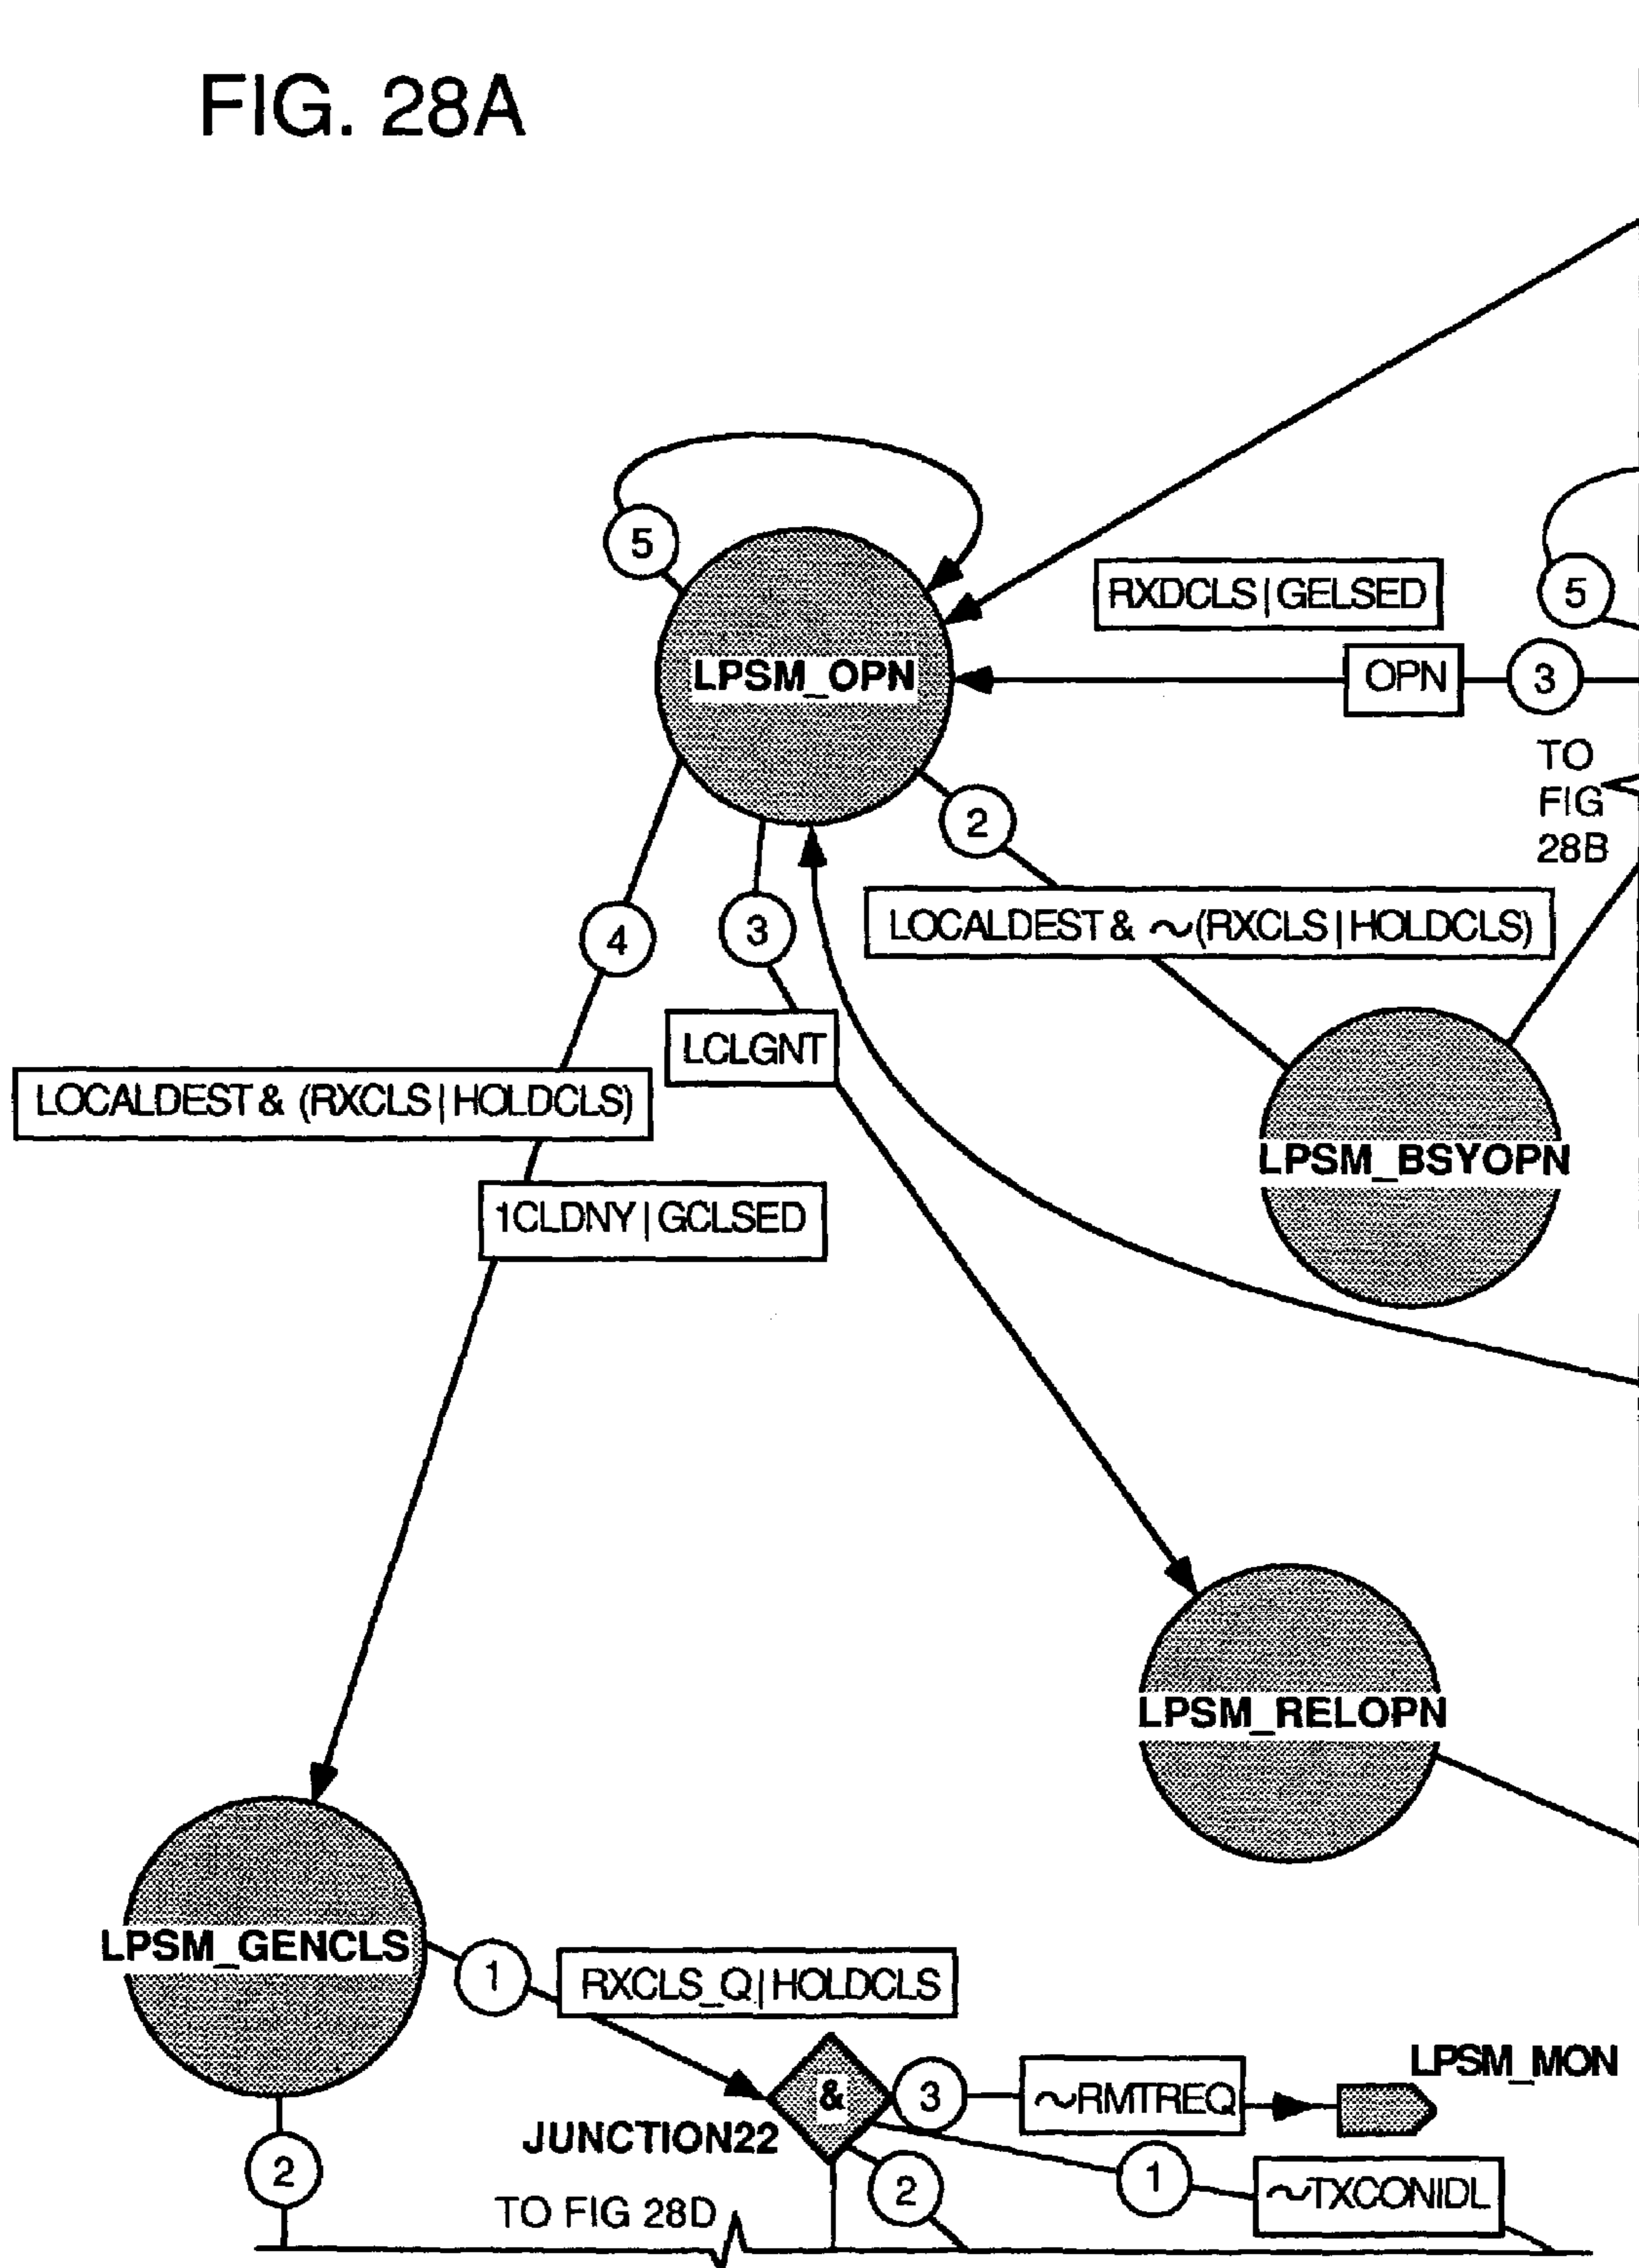 FIG. 28A
5
RXDCLS|GELSED
5
LPSM_OPN
OPN
3
TO
FIG
28B
2
4
3
LOCALDEST & ~(RXCLS|HOLDCLS)
LCLGNT
LOCALDEST & (RXCLS|HOLDCLS)
LPSM_BSYOPN
1CLDNY|GCLSED
LPSM_RELOPN
LPSM_GENCLS
1
RXCLS_Q|HOLDCLS
LPSM_MON
&
3
~RMTREQ
JUNCTION22
2
1
2
~TXCONIDL
TO FIG 28D